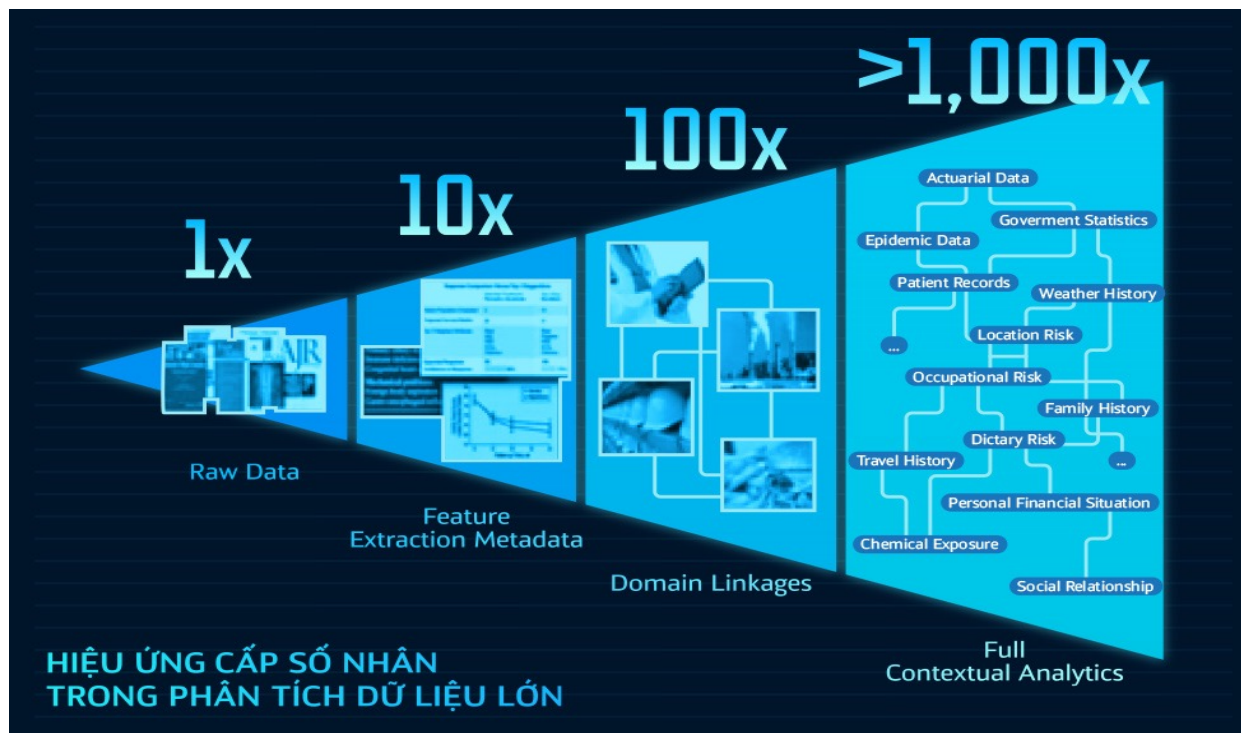 1x
10x
100x
>1,000x
AJR
Raw Data
Feature
Extraction Metadata
Domain Linkages
Actuarial Data
Goverment Statistics
Epidemic Data
Patient Records
Weather History
Location Risk
...
Occupational Risk
Family History
Dictary Risk
Travel History
...
Personal Financial Situation
Chemical Exposure
Social Relationship
Full
Contextual Analytics
HIỆU ỨNG CẤP SỐ NHÂN
TRONG PHÂN TÍCH DỮ LIỆU LỚN